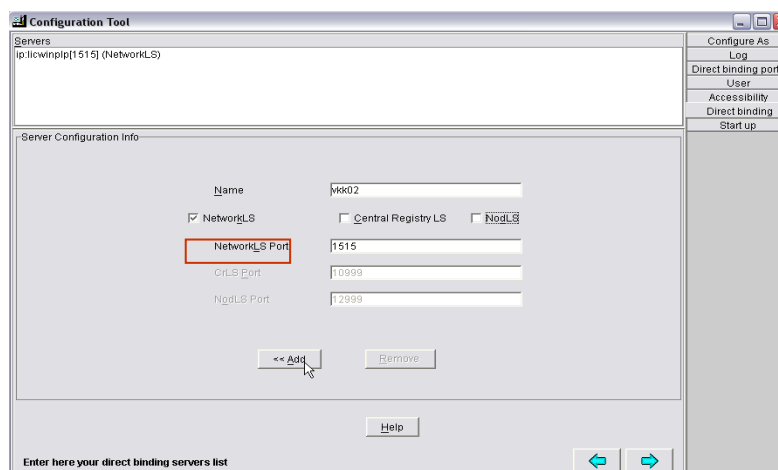 Configuration Tool
Servers
ip:licwinplp[1515] (NetworkLS)
Configure As
Log
Direct binding port
User
Accessibility
Direct binding
Start up
Server Configuration Info
Name
vkk02
NetworkLS
Central Registry LS
NodLS
NetworkLS Port
1515
CrLS Port
10999
NodLS Port
12999
<< Add
Remove
Help
Enter here your direct binding servers list